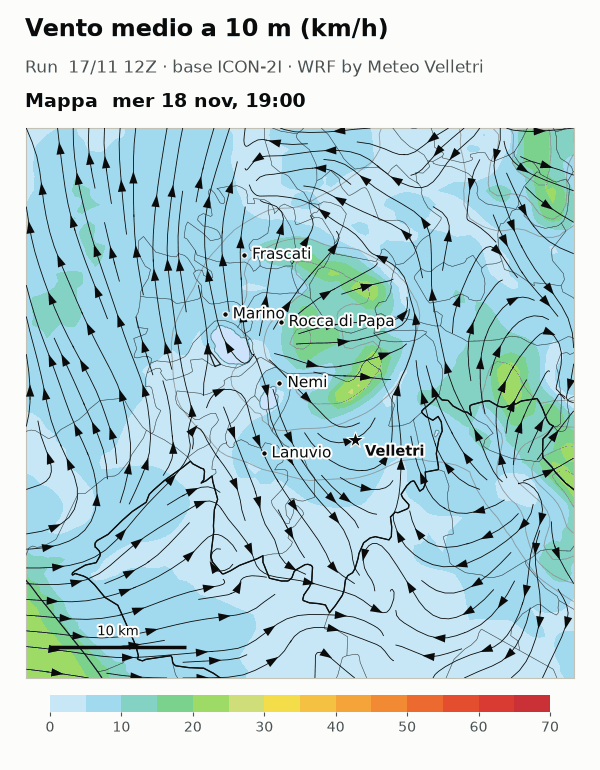 Vento medio a 10 m (km/h)
Run 17/11 12Z · base ICON-2I · WRF by Meteo Velletri
Mappa mer 18 nov, 19:00
Frascati
Marino
Rocca di Papa
Nemi
Velletri
Lanuvio
10 km
0 10 20 30 40 50 60 70